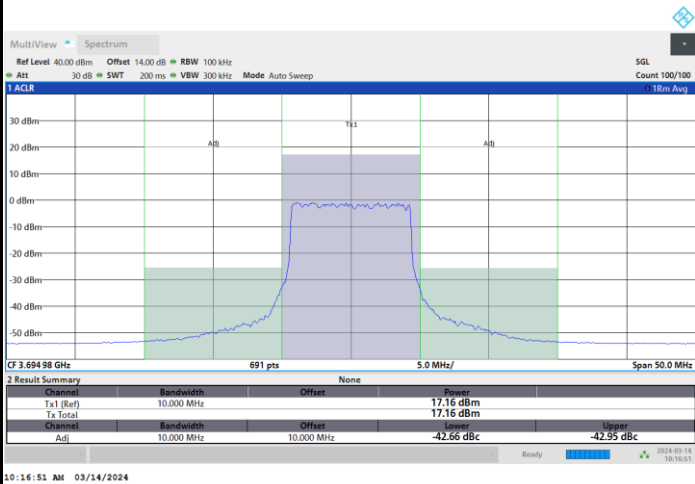 MultiView Spectrum
Ref Level 40.00 dBm Offset 14.00 dB RBW 100 kHz SGL
Att 30 dB SWT 200 ms VBW 300 kHz Mode Auto Sweep Count 100/100
1 ACLR 1Rm Avg
Tx1
Adj Adj
30 dBm
20 dBm
10 dBm
0 dBm
-10 dBm
-20 dBm
-30 dBm
-40 dBm
-50 dBm
CF 3.694 98 GHz 691 pts 5.0 MHz/ Span 50.0 MHz
2 Result Summary None
Channel Bandwidth Offset Power
Tx1 (Ref) 10.000 MHz 17.16 dBm
Tx Total 17.16 dBm
Channel Bandwidth Offset Lower Upper
Adj 10.000 MHz 10.000 MHz -42.66 dBc -42.95 dBc
Ready 2024-03-14
10:16:51
10:16:51 AM 03/14/2024